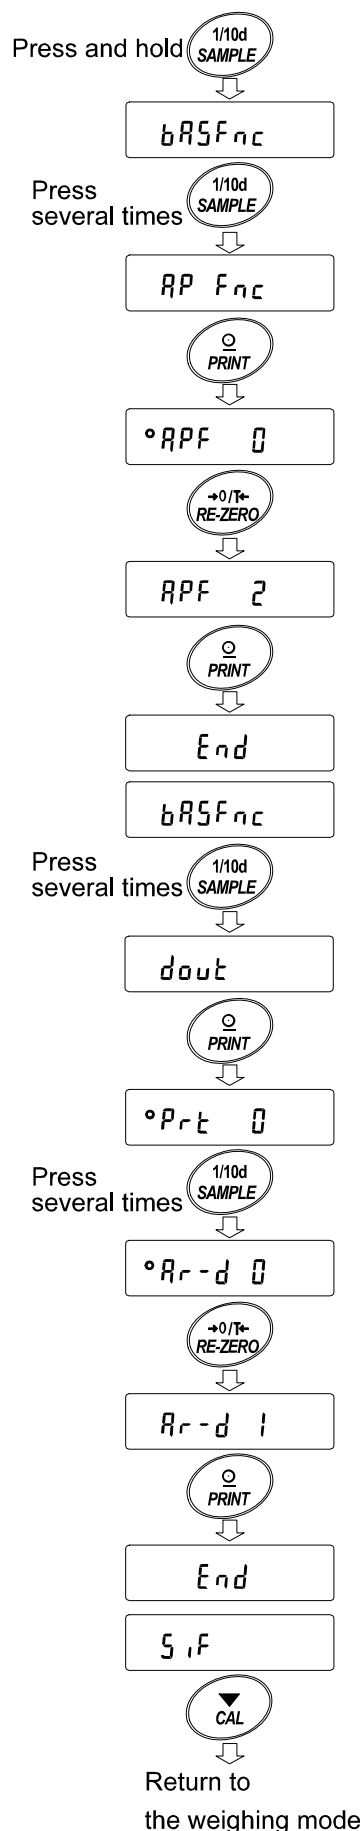 Press and hold
1/10d
SAMPLE
bASFnc
Press
several times
1/10d
SAMPLE
AP Fnc
PRINT
°APF 0
→0/T←
RE-ZERO
APF 2
PRINT
End
bASFnc
Press
several times
1/10d
SAMPLE
dout
PRINT
°Prt 0
Press
several times
1/10d
SAMPLE
°Ar-d 0
→0/T←
RE-ZERO
Ar-d 1
PRINT
End
SiF
CAL
Return to
the weighing mode